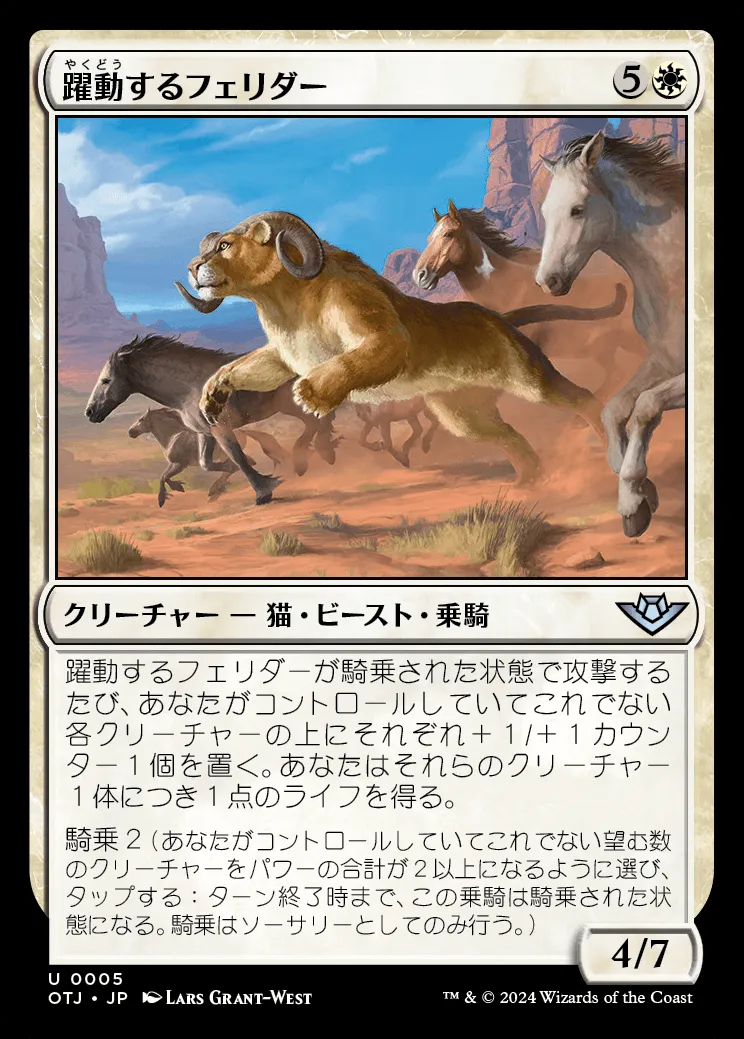 やくどう
躍動するフェリダー 5
クリーチャー — 猫・ビースト・乗騎
躍動するフェリダーが騎乗された状態で攻撃する
たび、あなたがコントロールしていてこれでない
各クリーチャーの上にそれぞれ＋１/＋１カウン
ター１個を置く。あなたはそれらのクリーチャー
１体につき１点のライフを得る。
騎乗２（あなたがコントロールしていてこれでない望む数
のクリーチャーをパワーの合計が２以上になるように選び、
タップする：ターン終了時まで、この乗騎は騎乗された状
態になる。騎乗はソーサリーとしてのみ行う。）
4/7
U 0005
OTJ • JP Lars Grant-West ™ & © 2024 Wizards of the Coast